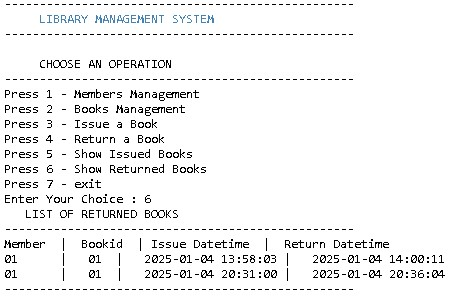 --------------------------------------------------
LIBRARY MANAGEMENT SYSTEM
--------------------------------------------------
CHOOSE AN OPERATION
--------------------------------------------------
Press 1 - Members Management
Press 2 - Books Management
Press 3 - Issue a Book
Press 4 - Return a Book
Press 5 - Show Issued Books
Press 6 - Show Returned Books
Press 7 - exit
Enter Your Choice : 6
LIST OF RETURNED BOOKS
--------------------------------------------------
Member | Bookid | Issue Datetime | Return Datetime
01 | 01 | 2025-01-04 13:58:03 | 2025-01-04 14:00:11
01 | 01 | 2025-01-04 20:31:00 | 2025-01-04 20:36:04
--------------------------------------------------